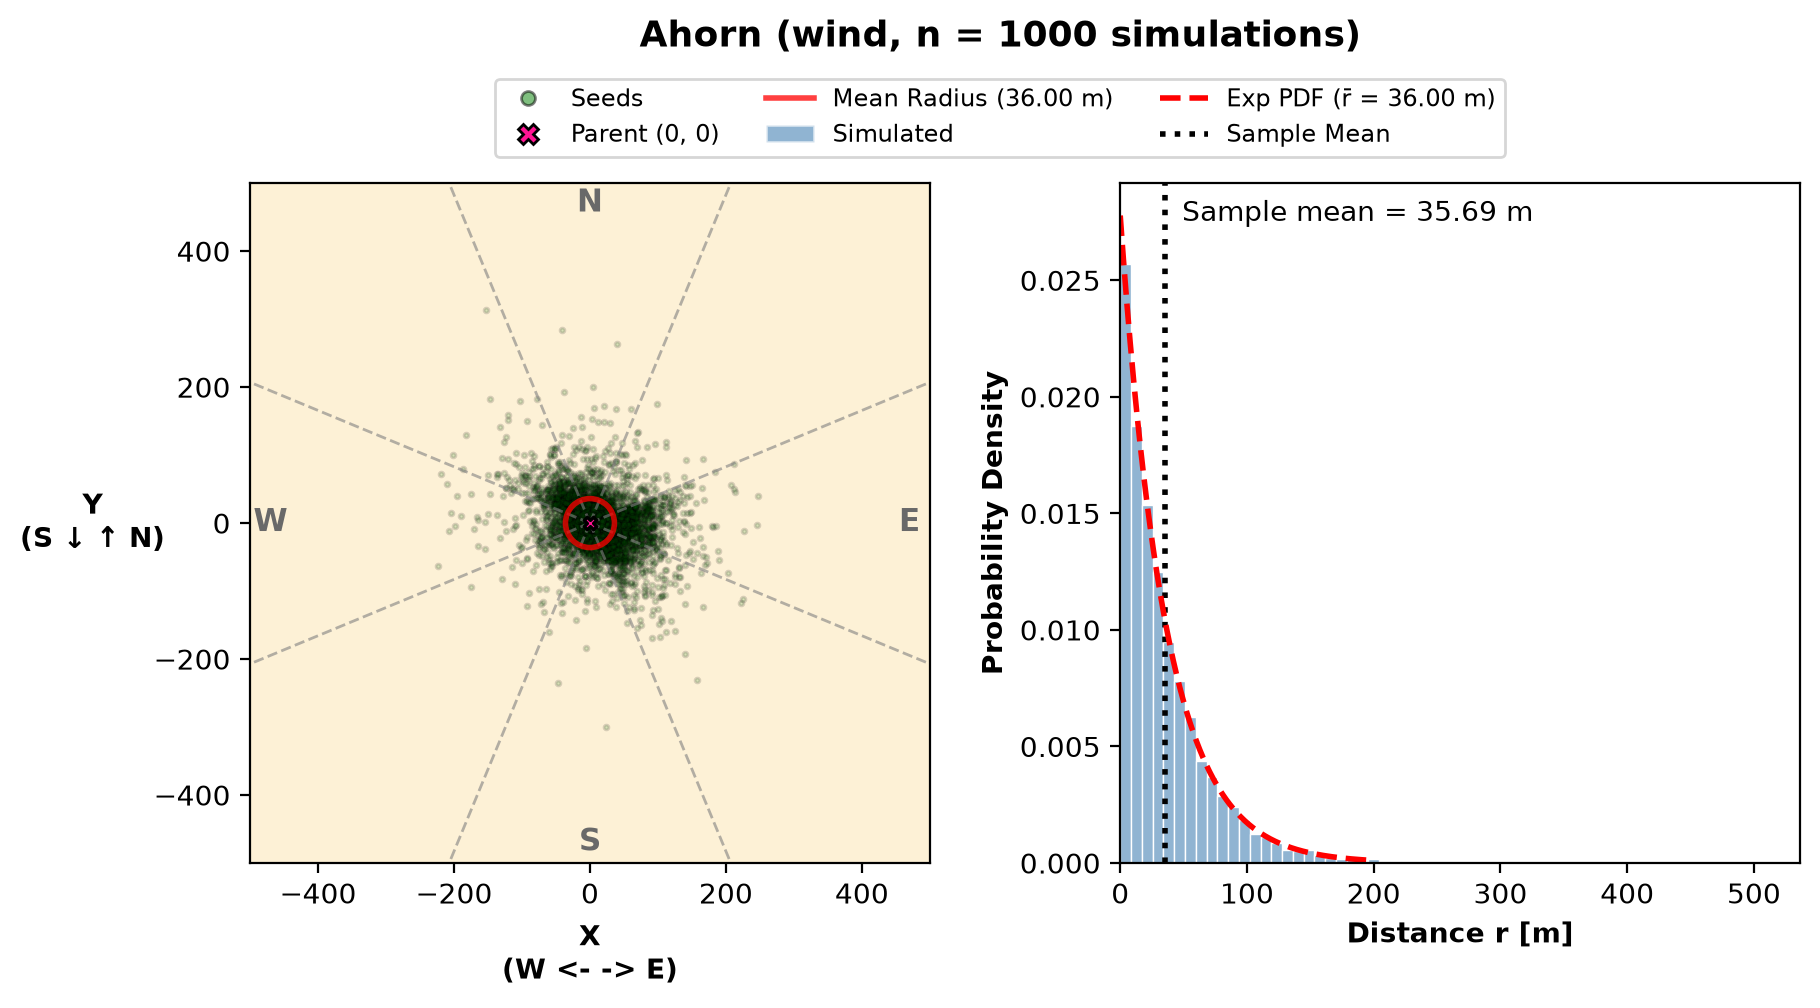 Ahorn (wind, n = 1000 simulations)
Seeds
Parent (0, 0)
Mean Radius (36.00 m)
Simulated
Exp PDF (r̄ = 36.00 m)
Sample Mean
N
W
E
S
400
200
0
−200
−400
Y
(S ↓ ↑ N)
−400 −200 0 200 400
X
(W <- -> E)
Sample mean = 35.69 m
Probability Density
0.025
0.020
0.015
0.010
0.005
0.000
0 100 200 300 400 500
Distance r [m]